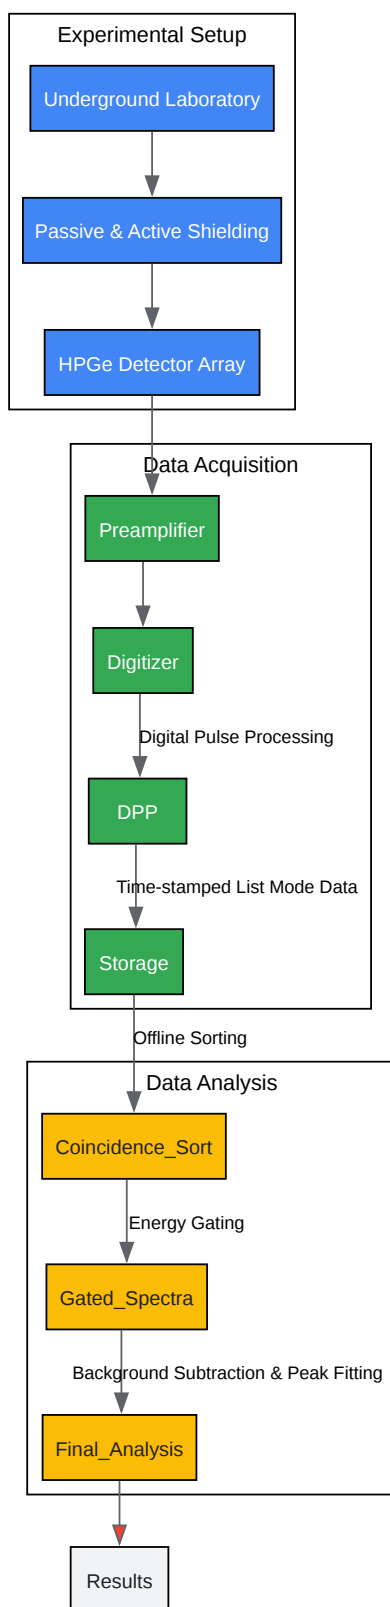 Experimental Setup
Underground Laboratory
Passive & Active Shielding
HPGe Detector Array
Data Acquisition
Preamplifier
Digitizer
Digital Pulse Processing
DPP
Time-stamped List Mode Data
Storage
Offline Sorting
Data Analysis
Coincidence_Sort
Energy Gating
Gated_Spectra
Background Subtraction & Peak Fitting
Final_Analysis
Results